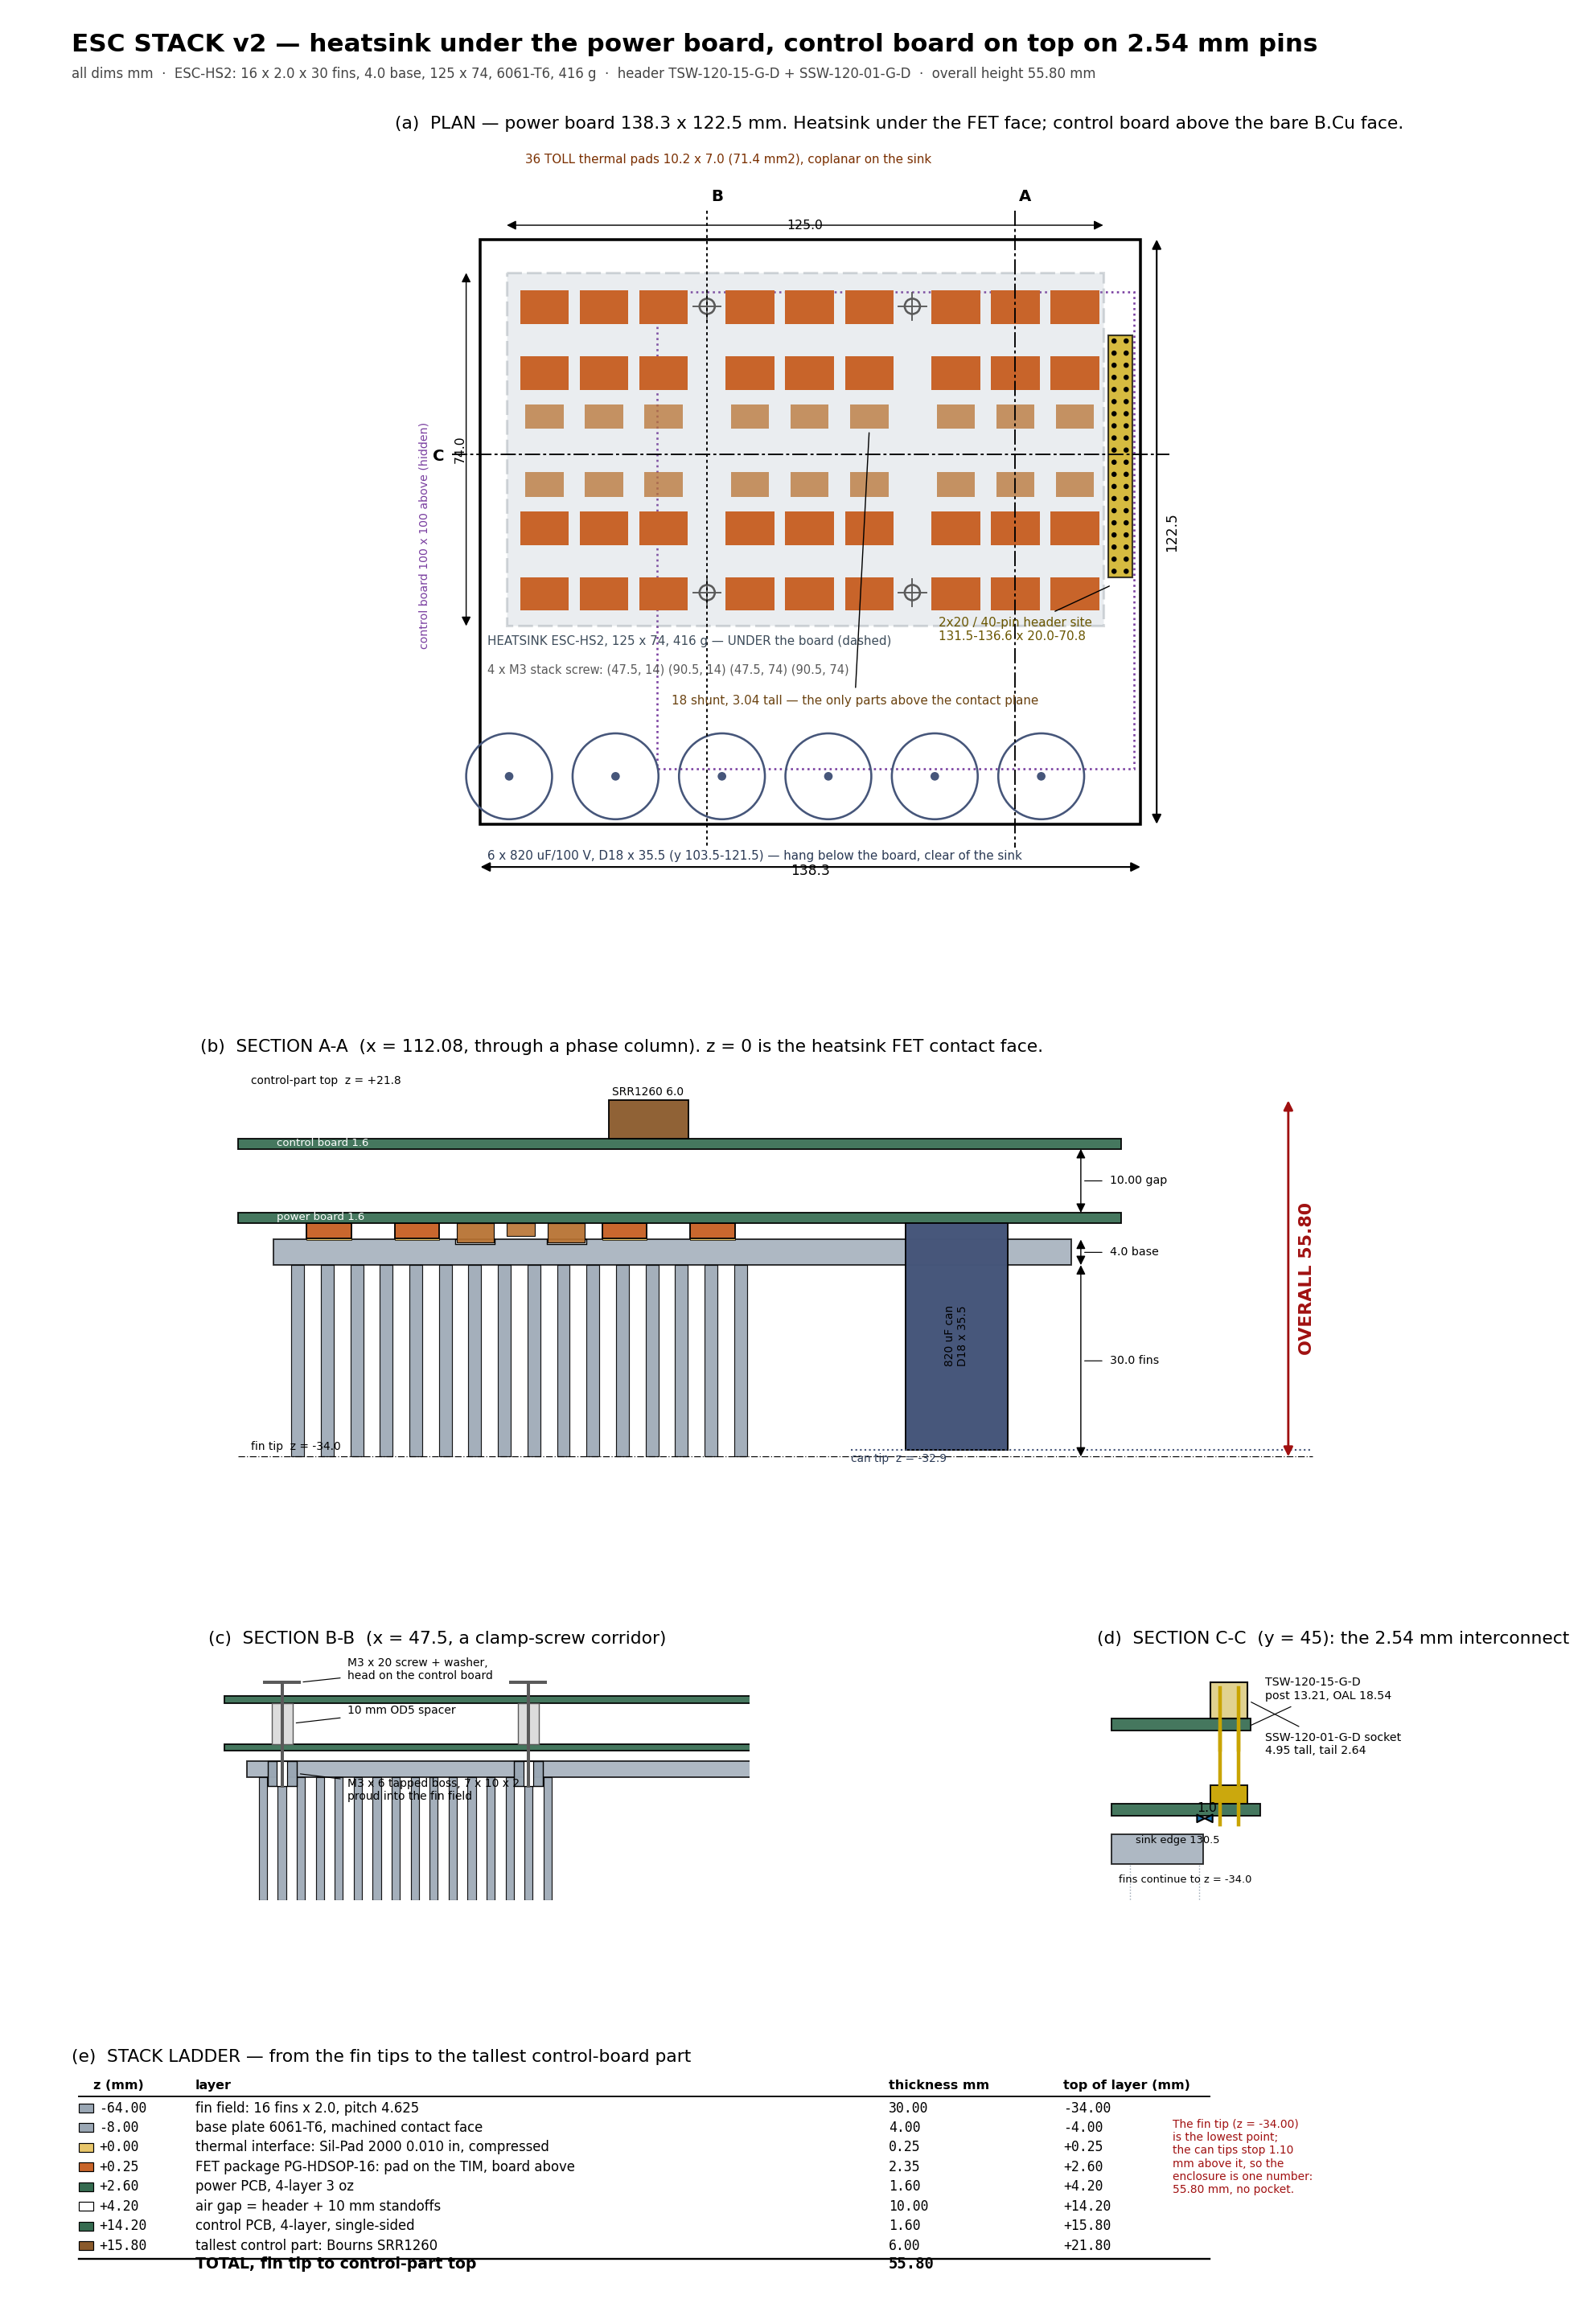 ESC STACK v2 — heatsink under the power board, control board on top on 2.54 mm pins
all dims mm · ESC-HS2: 16 x 2.0 x 30 fins, 4.0 base, 125 x 74, 6061-T6, 416 g · header TSW-120-15-G-D + SSW-120-01-G-D · overall height 55.80 mm
(a) PLAN — power board 138.3 x 122.5 mm. Heatsink under the FET face; control board above the bare B.Cu face.
36 TOLL thermal pads 10.2 x 7.0 (71.4 mm2), coplanar on the sink
B
A
125.0
74.0
C
control board 100 x 100 above (hidden)
122.5
2x20 / 40-pin header site
131.5-136.6 x 20.0-70.8
HEATSINK ESC-HS2, 125 x 74, 416 g — UNDER the board (dashed)
4 x M3 stack screw: (47.5, 14) (90.5, 14) (47.5, 74) (90.5, 74)
18 shunt, 3.04 tall — the only parts above the contact plane
6 x 820 uF/100 V, D18 x 35.5 (y 103.5-121.5) — hang below the board, clear of the sink
138.3
(b) SECTION A-A (x = 112.08, through a phase column). z = 0 is the heatsink FET contact face.
control-part top z = +21.8
SRR1260 6.0
control board 1.6
10.00 gap
power board 1.6
4.0 base
820 uF can
D18 x 35.5
30.0 fins
OVERALL 55.80
fin tip z = -34.0
can tip z = -32.9
(c) SECTION B-B (x = 47.5, a clamp-screw corridor)
M3 x 20 screw + washer,
head on the control board
10 mm OD5 spacer
M3 x 6 tapped boss, 7 x 10 x 2
proud into the fin field
(d) SECTION C-C (y = 45): the 2.54 mm interconnect
TSW-120-15-G-D
post 13.21, OAL 18.54
SSW-120-01-G-D socket
4.95 tall, tail 2.64
1.0
sink edge 130.5
fins continue to z = -34.0
(e) STACK LADDER — from the fin tips to the tallest control-board part
z (mm) layer thickness mm top of layer (mm)
-64.00 fin field: 16 fins x 2.0, pitch 4.625 30.00 -34.00
-8.00 base plate 6061-T6, machined contact face 4.00 -4.00
+0.00 thermal interface: Sil-Pad 2000 0.010 in, compressed 0.25 +0.25
+0.25 FET package PG-HDSOP-16: pad on the TIM, board above 2.35 +2.60
+2.60 power PCB, 4-layer 3 oz 1.60 +4.20
+4.20 air gap = header + 10 mm standoffs 10.00 +14.20
+14.20 control PCB, 4-layer, single-sided 1.60 +15.80
+15.80 tallest control part: Bourns SRR1260 6.00 +21.80
TOTAL, fin tip to control-part top 55.80
The fin tip (z = -34.00)
is the lowest point;
the can tips stop 1.10
mm above it, so the
enclosure is one number:
55.80 mm, no pocket.